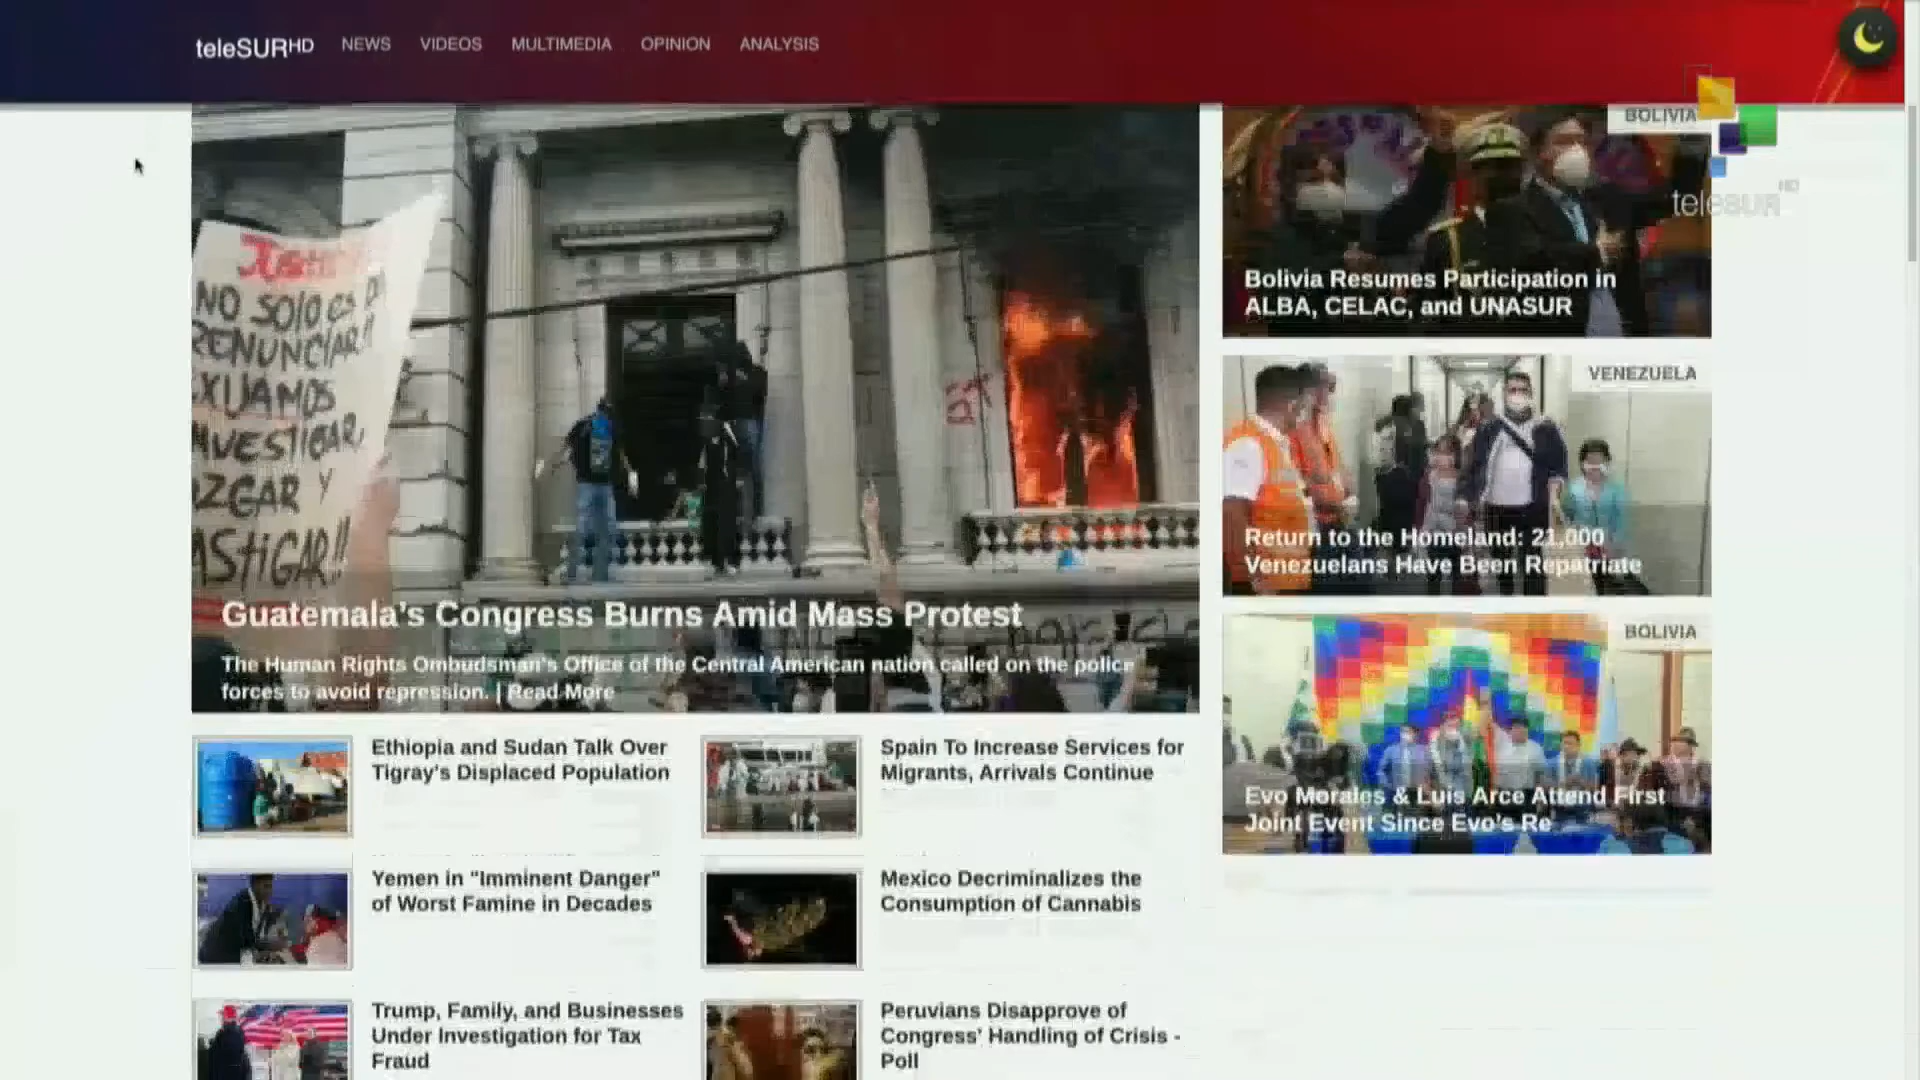 teleSURHD NEWS VIDEOS MULTIMEDIA OPINION ANALYSIS
NO SOLO ES
RENUNCIAR!!
INVESTIGAR,
Y
Guatemala's Congress Burns Amid Mass Protest
The Human Rights Ombudsman's Office of the Central American nation called on the police
forces to avoid repression. | Read More
BOLIVIA
teleSUR HD
Bolivia Resumes Participation in
ALBA, CELAC, and UNASUR
VENEZUELA
Return to the Homeland: 21,000
Venezuelans Have Been Repatriate
BOLIVIA
Evo Morales & Luis Arce Attend First
Joint Event Since Evo's Re
Ethiopia and Sudan Talk Over
Tigray's Displaced Population
Spain To Increase Services for
Migrants, Arrivals Continue
Yemen in "Imminent Danger"
of Worst Famine in Decades
Mexico Decriminalizes the
Consumption of Cannabis
Trump, Family, and Businesses
Under Investigation for Tax
Fraud
Peruvians Disapprove of
Congress' Handling of Crisis -
Poll